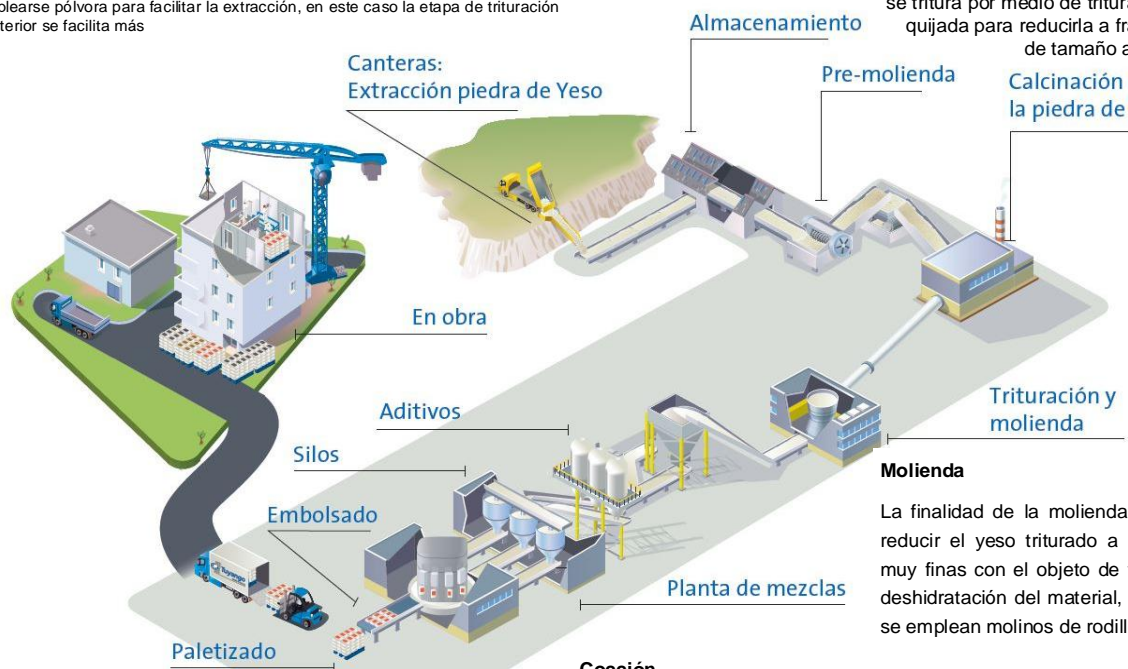 plearse pólvora para facilitar la extracción, en este caso la etapa de trituración
terior se facilita más
se tritura por medio de
quijada para reducirla a
de tamaño
Almacenamiento
Canteras:
Extracción piedra de Yeso
Pre-molienda
Calcinación
la piedra de
En obra
Aditivos
Silos
Embolsado
Trituración y
molienda
Molienda
La finalidad de la molienda
reducir el yeso triturado a
muy finas con el objeto de
deshidratación del material,
se emplean molinos de
Planta de mezclas
Paletizado
Cocción